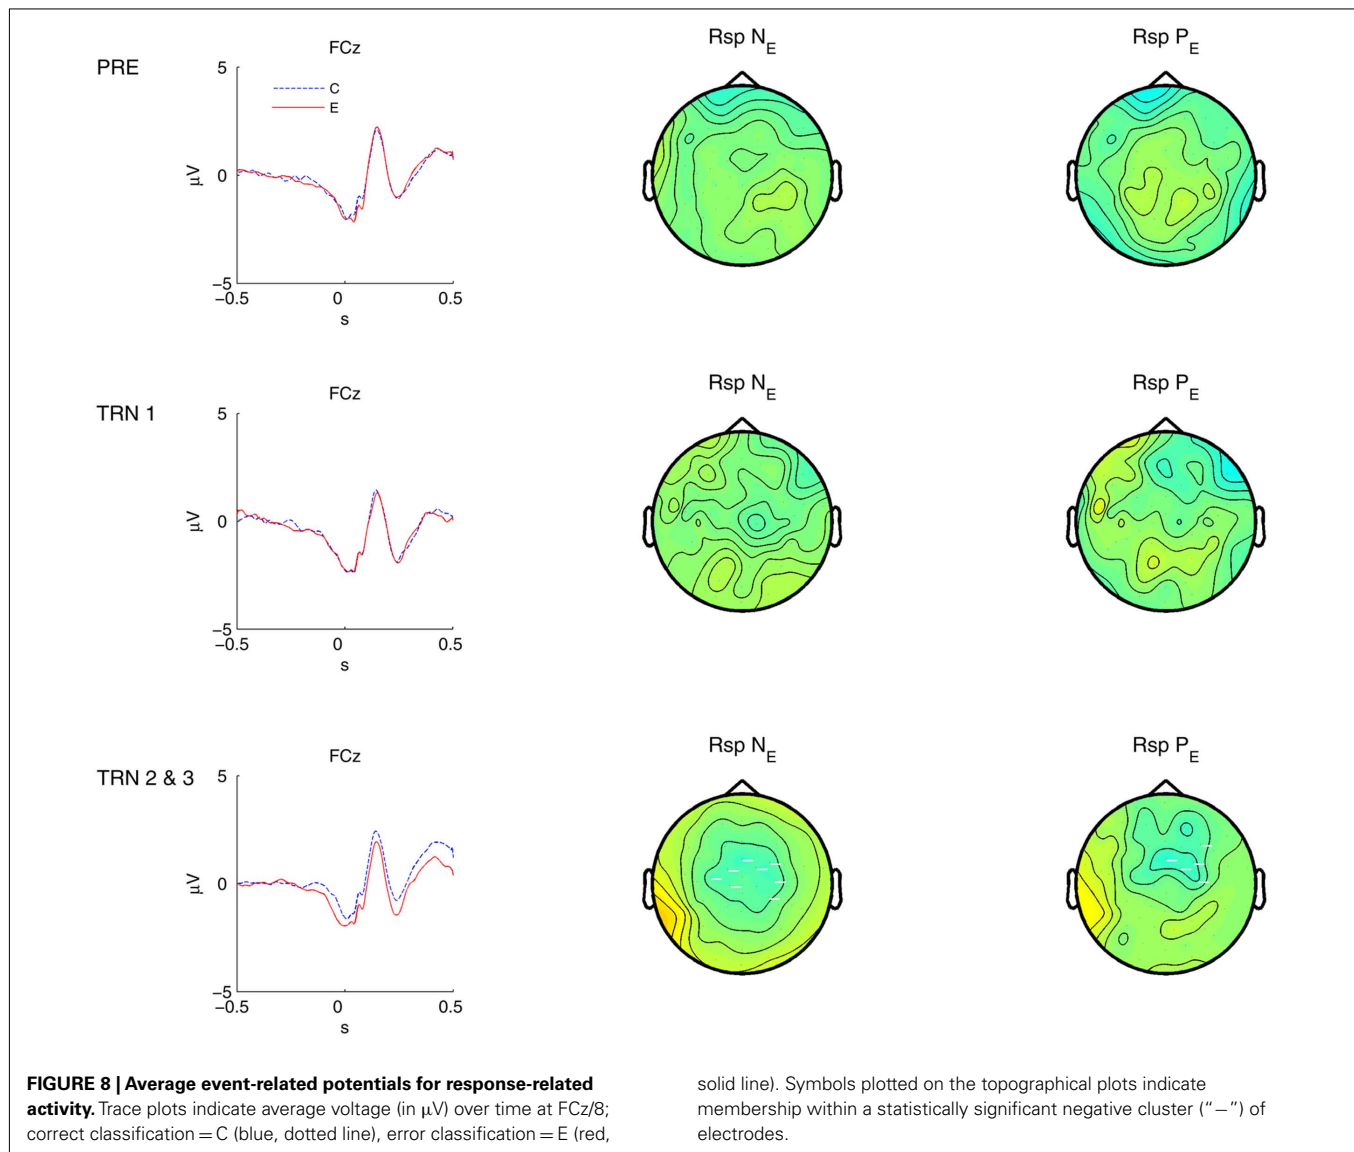 PRE
FCz
5
0
−5
μV
C
E
−0.5
0
0.5
s
Rsp N_E
Rsp P_E
TRN 1
FCz
5
0
−5
μV
−0.5
0
0.5
s
Rsp N_E
Rsp P_E
TRN 2 & 3
FCz
5
0
−5
μV
−0.5
0
0.5
s
Rsp N_E
Rsp P_E
FIGURE 8 | Average event-related potentials for response-related
activity. Trace plots indicate average voltage (in μV) over time at FCz/8;
correct classification = C (blue, dotted line), error classification = E (red,
solid line). Symbols plotted on the topographical plots indicate
membership within a statistically significant negative cluster (“−”) of
electrodes.